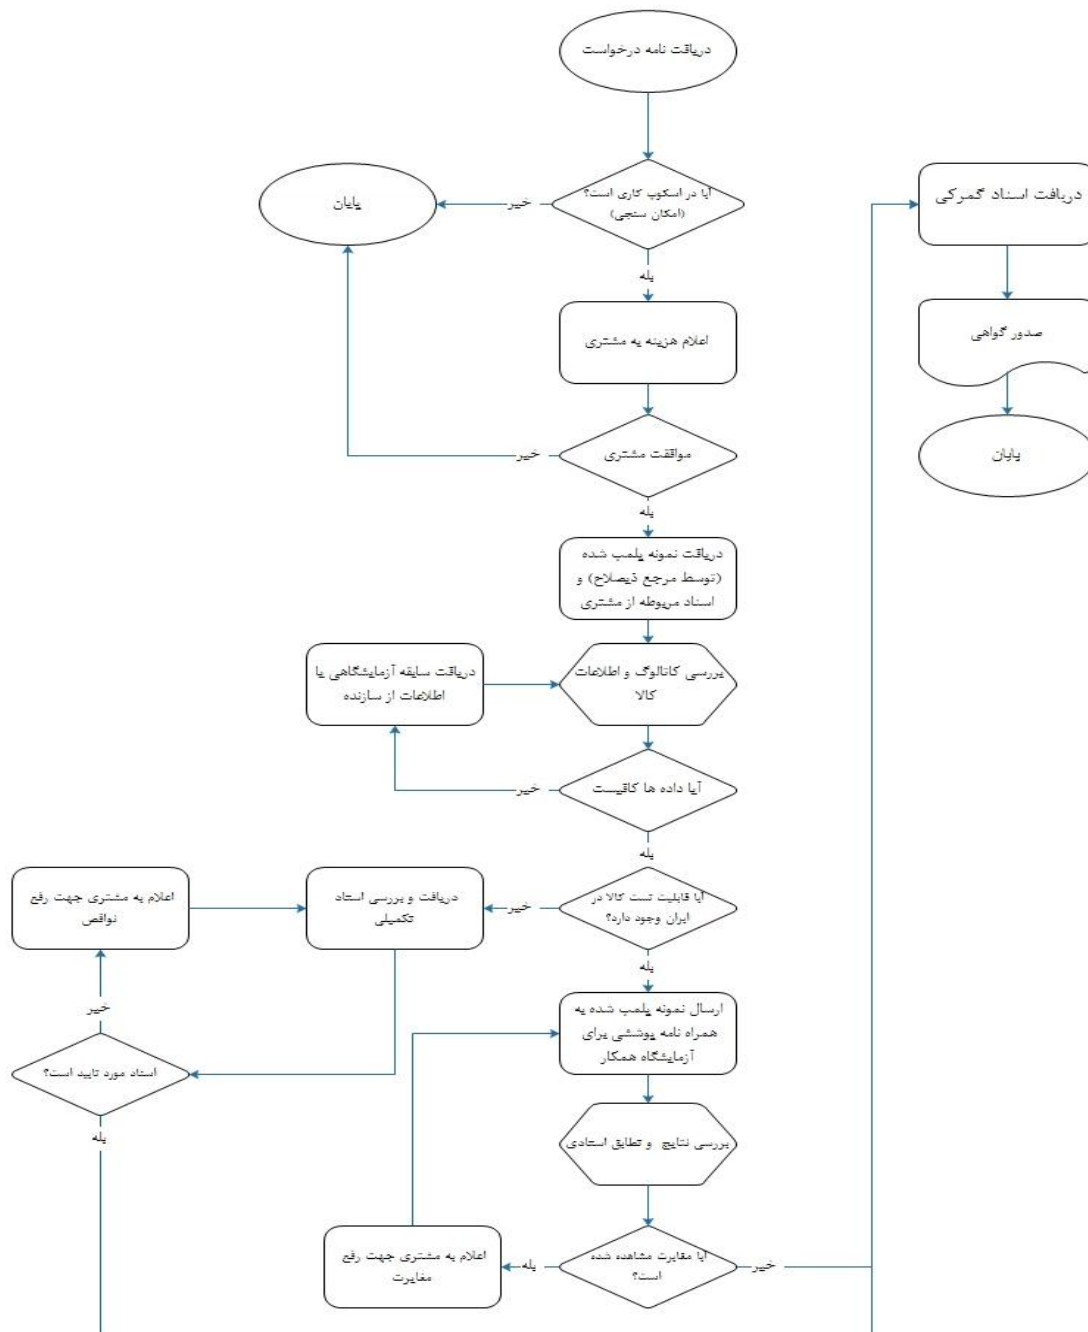 دریافت نامه درخواست
آیا در اسکوپ کاری است؟
(امکان سنجی)
خیر
پایان
بله
اعلام هزینه به مشتری
موافقت مشتری
خیر
بله
دریافت نمونه پلمب شده
(توسط مرجع ذیصلاح) و
اسناد مربوطه از مشتری
بررسی کاتالوگ و اطلاعات
کالا
دریافت سابقه آزمایشگاهی یا
اطلاعات از سازنده
آیا داده ها کافیست
خیر
بله
آیا قابلیت تست کالا در
ایران وجود دارد؟
خیر
دریافت و بررسی اسناد
تکمیلی
اعلام به مشتری جهت رفع
نواقص
خیر
اسناد مورد تایید است؟
بله
بله
ارسال نمونه پلمب شده به
همراه نامه پوششی برای
آزمایشگاه همکار
بررسی نتایج و تطابق اسنادی
آیا مغایرت مشاهده شده
است؟
بله
اعلام به مشتری جهت رفع
مغایرت
خیر
دریافت اسناد گمرکی
صدور گواهی
پایان